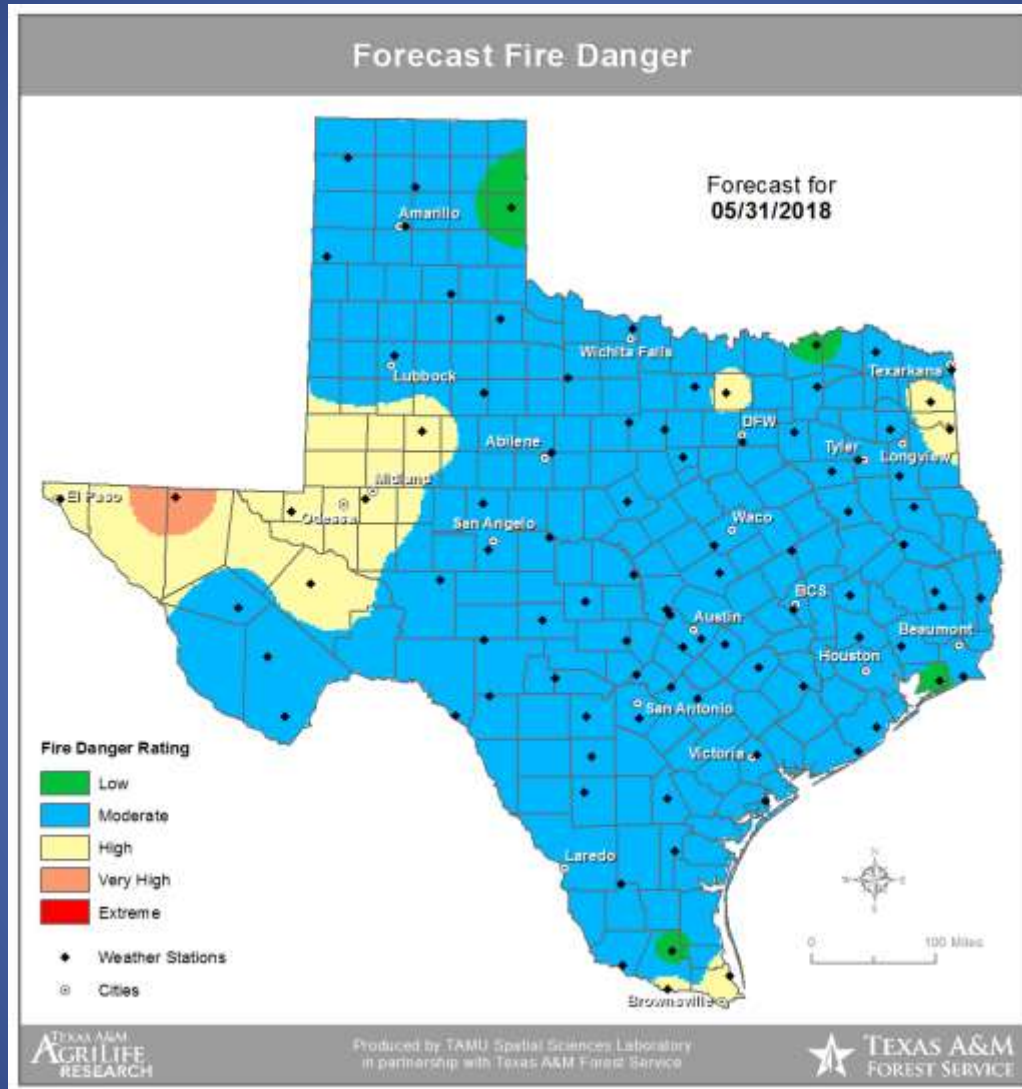 Forecast Fire Danger
Forecast for
05/31/2018
Amarillo
Wichita Falls
Lubbock
Texarkana
DFW
Abilene
Tyler
Longview
El Paso
Midland
Odessa
San Angelo
Waco
BCS
Austin
Beaumont
Houston
San Antonio
Victoria
Laredo
Brownsville
Fire Danger Rating
Low
Moderate
High
Very High
Extreme
Weather Stations
Cities
N
W
E
S
0 100 Miles
TEXAS A&M
AGRILIFE
RESEARCH
Produced by TAMU Spatial Sciences Laboratory
in partnership with Texas A&M Forest Service
TEXAS A&M
FOREST SERVICE